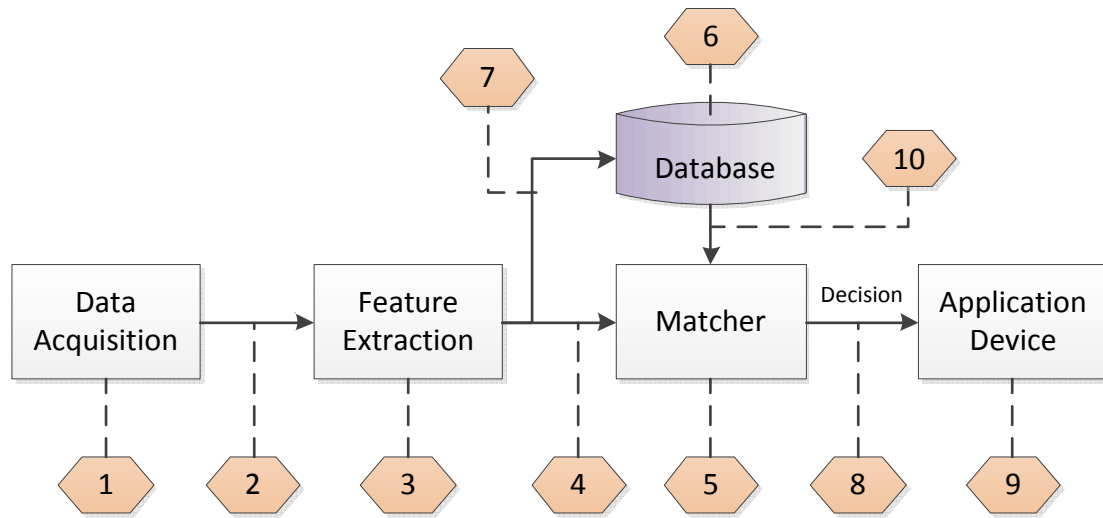 6
7
Database
10
Data
Acquisition
Feature
Extraction
Matcher
Decision
Application
Device
1
2
3
4
5
8
9